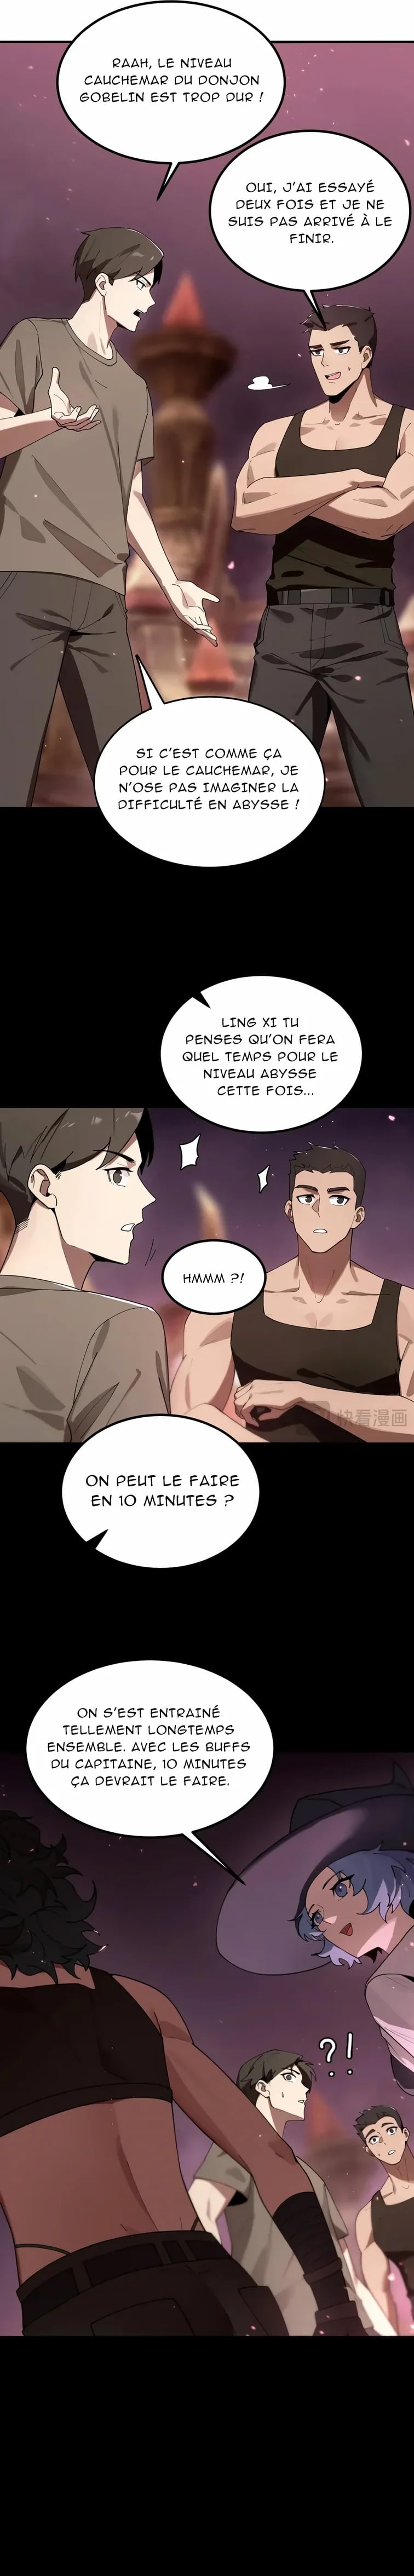 RAAH, LE NIVEAU
CAUCHEMAR DU DONJON
GOBELIN EST TROP DUR !
OUI, J'AI ESSAYÉ
DEUX FOIS ET JE NE
SUIS PAS ARRIVÉ À LE
FINIR.
SI C'EST COMME ÇA
POUR LE CAUCHEMAR, JE
N'OSE PAS IMAGINER LA
DIFFICULTÉ EN ABYSSE !
LING XI TU
PENSES QU'ON FERA
QUEL TEMPS POUR LE
NIVEAU ABYSSE
CETTE FOIS...
HMMM ?!
快看漫画
ON PEUT LE FAIRE
EN 10 MINUTES ?
ON S'EST ENTRAINÉ
TELLEMENT LONGTEMPS
ENSEMBLE. AVEC LES BUFFS
DU CAPITAINE, 10 MINUTES
ÇA DEVRAIT LE FAIRE.
?!